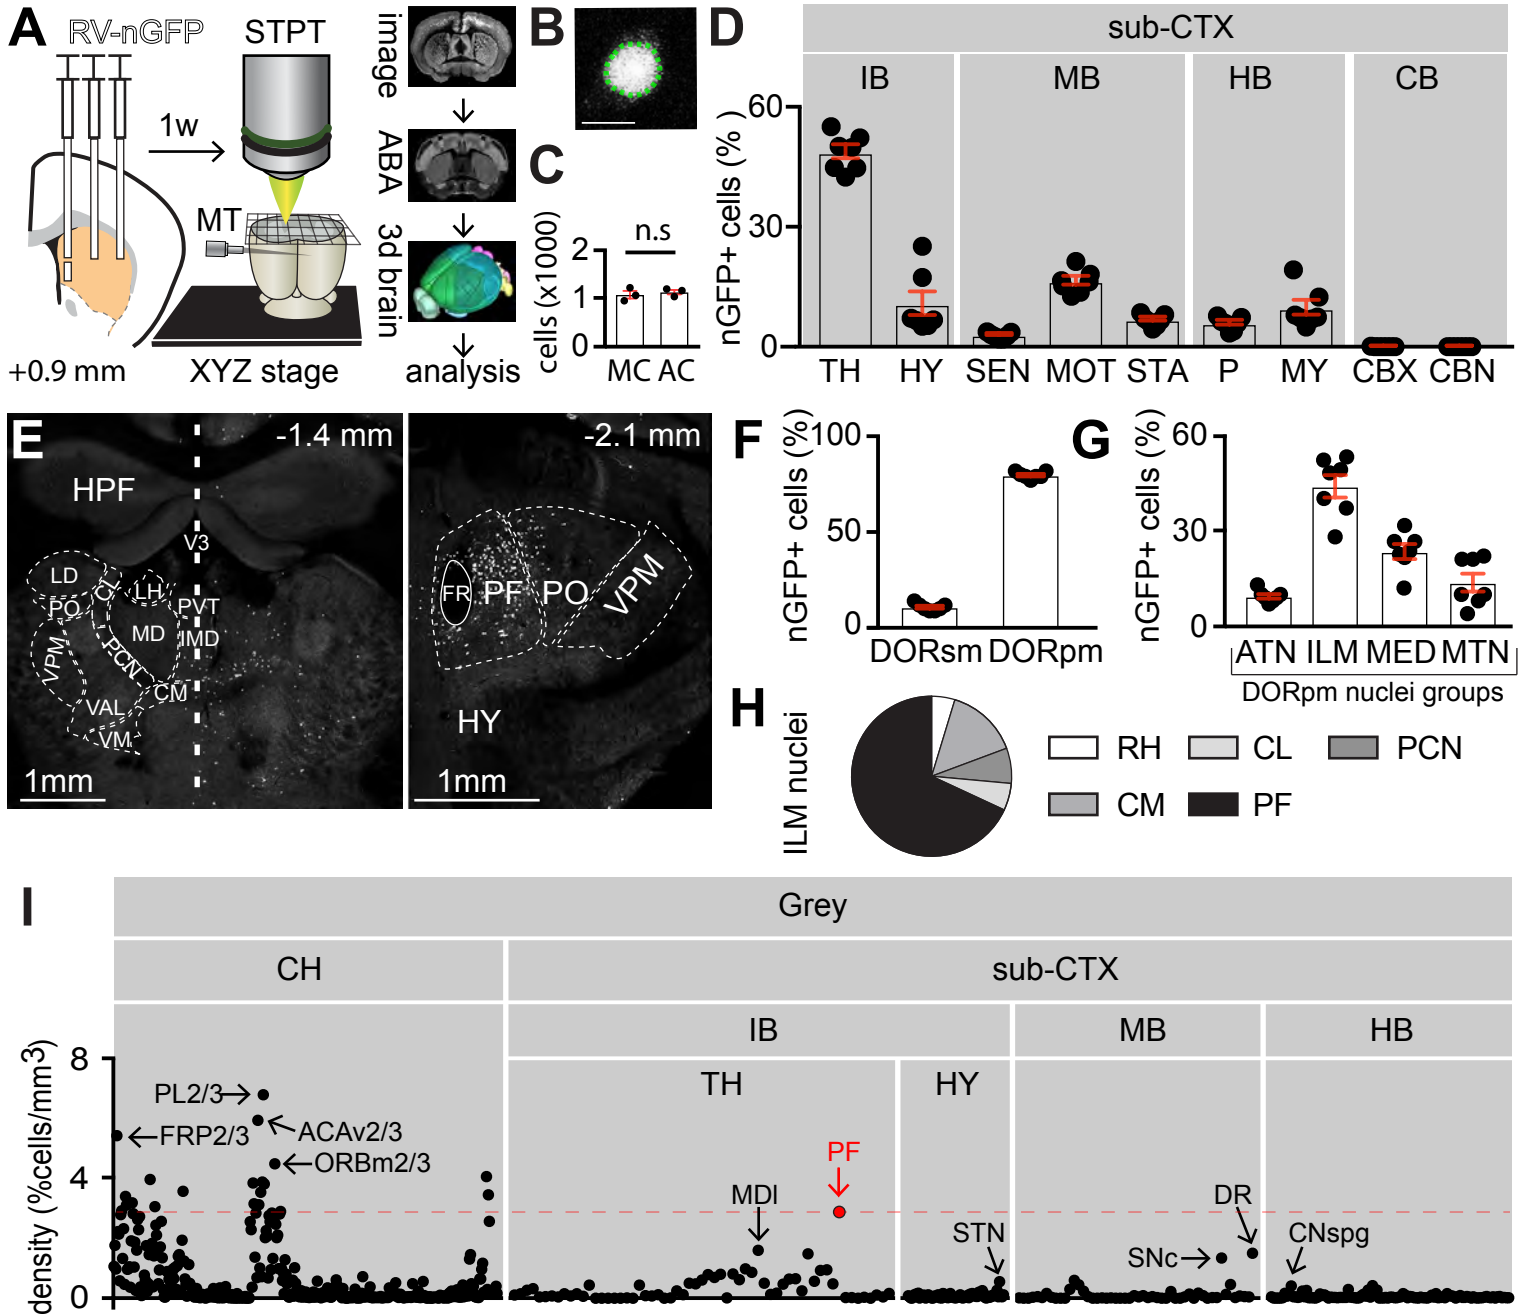 A
RV-nGFP
STPT
1w
MT
+0.9 mm
XYZ stage
image
ABA
3d brain
analysis
B
C
cells (x1000)
2
1
0
n.s
MC AC
D
sub-CTX
IB MB HB CB
nGFP+ cells (% )
60
30
0
TH HY SEN MOT STA P MY CBX CBN
E
-1.4 mm
HPF
V3
LD
CL
LH
PO
PVT
MD
IMD
VPM
PCN
CM
VAL
VM
1mm
-2.1 mm
FR PF PO VPM
HY
1mm
F
nGFP+ cells (%)
100
50
0
DORsm DORpm
G
nGFP+ cells (%)
60
30
0
ATN ILM MED MTN
DORpm nuclei groups
H
ILM nuclei
RH CL PCN
CM PF
I
Grey
CH sub-CTX
IB MB HB
TH HY
density (%cells/mm3)
8
4
0
PL2/3
FRP2/3
ACAv2/3
ORBm2/3
MDI
PF
STN
SNc
DR
CNspg